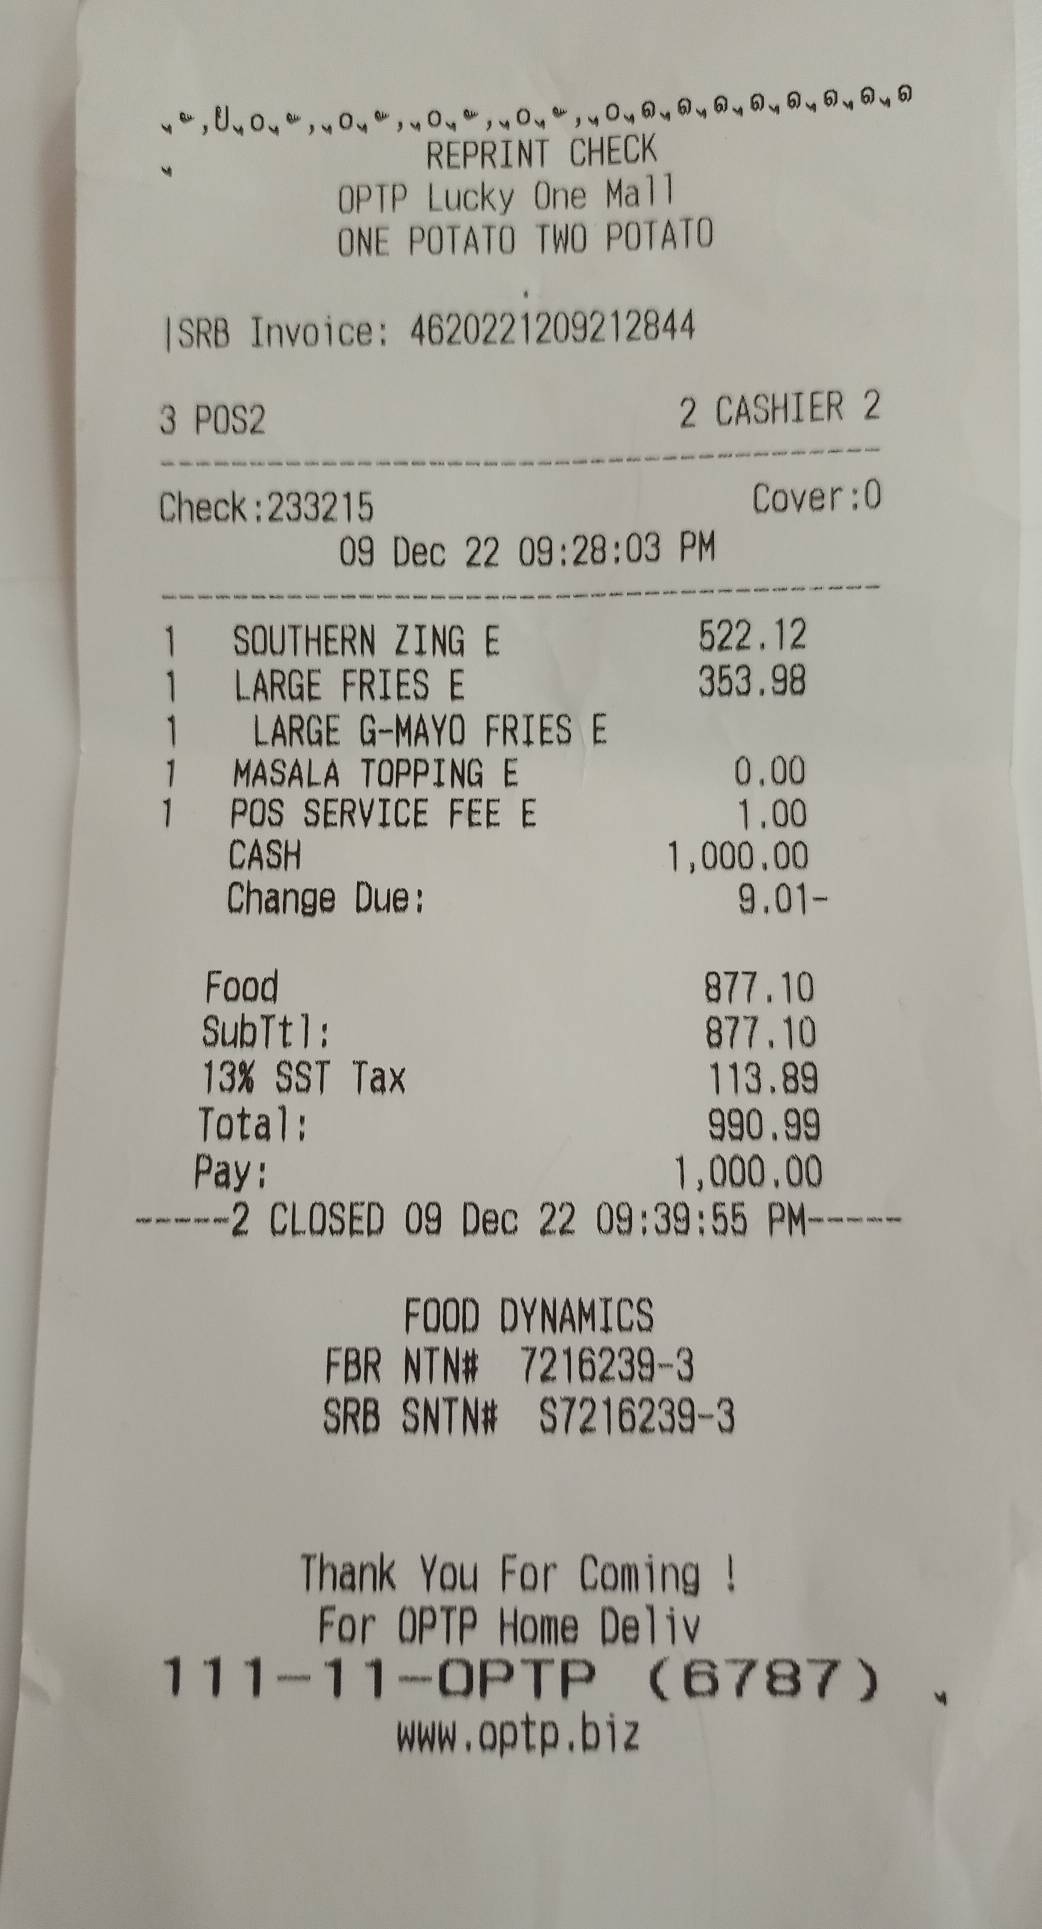 REPRINT CHECK
OPTP Lucky One Mall
ONE POTATO TWO POTATO
|SRB Invoice: 4620221209212844
3 POS2 2 CASHIER 2
--------------------------------
Check:233215 Cover:0
09 Dec 22 09:28:03 PM
--------------------------------
1 SOUTHERN ZING E 522.12
1 LARGE FRIES E 353.98
1 LARGE G-MAYO FRIES E
1 MASALA TOPPING E 0.00
1 POS SERVICE FEE E 1.00
CASH 1,000.00
Change Due: 9.01-
Food 877.10
SubTtl: 877.10
13% SST Tax 113.89
Total: 990.99
Pay: 1,000.00
-----2 CLOSED 09 Dec 22 09:39:55 PM-----
FOOD DYNAMICS
FBR NTN# 7216239-3
SRB SNTN# S7216239-3
Thank You For Coming !
For OPTP Home Deliv
111-11-OPTP (6787)
www.optp.biz